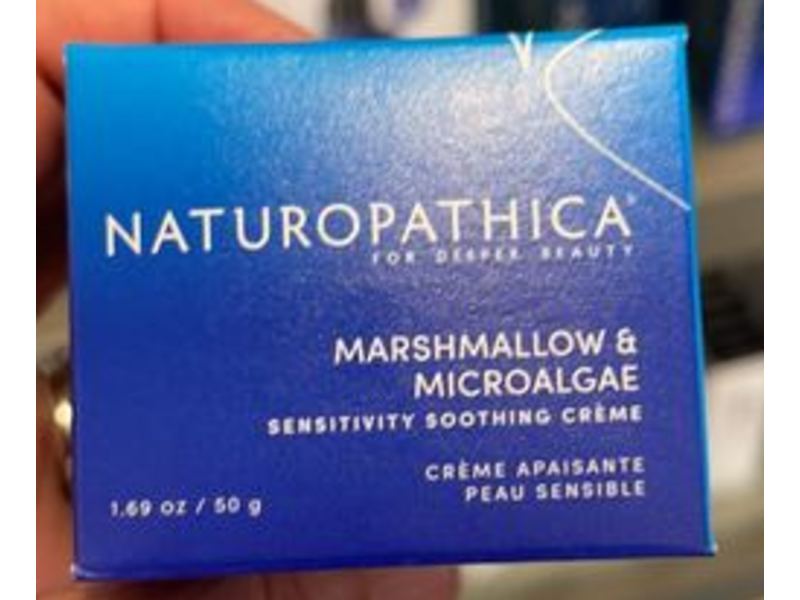 NATUROPATHICA®
FOR DEEPER BEAUTY
MARSHMALLOW &
MICROALGAE
SENSITIVITY SOOTHING CRÈME
CRÈME APAISANTE
PEAU SENSIBLE
1.69 oz / 50 g